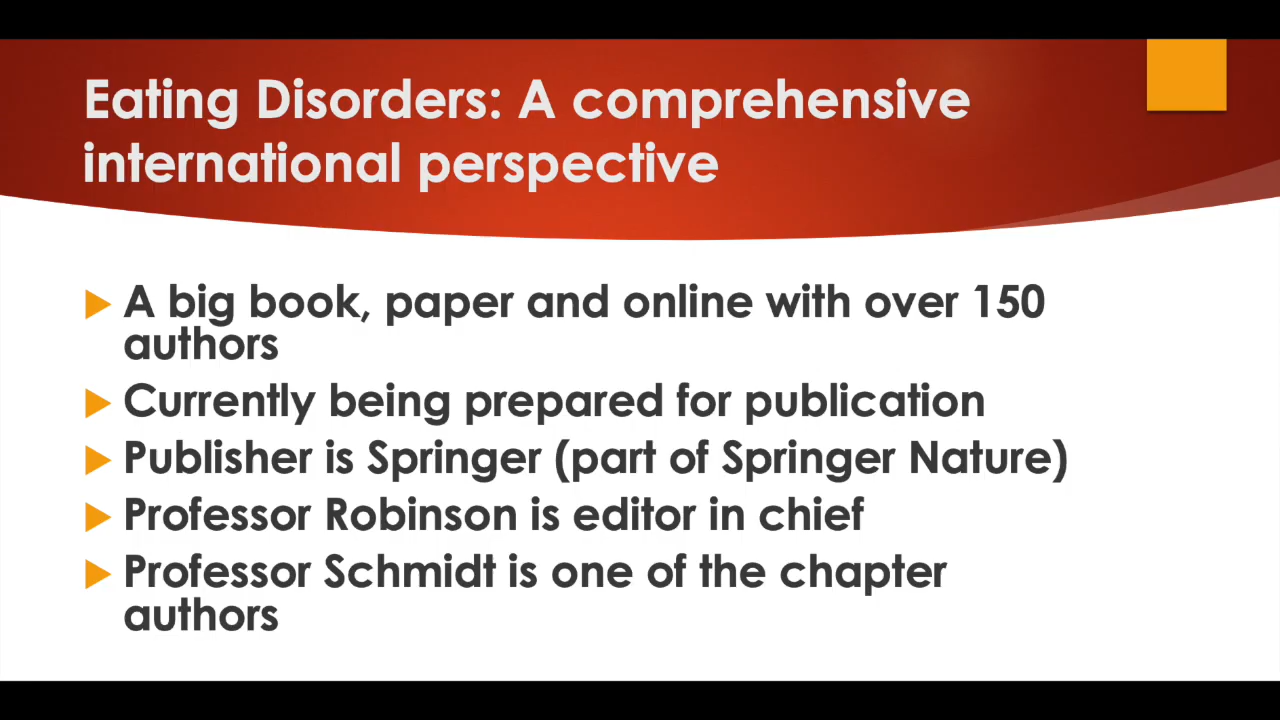 Eating Disorders: A comprehensive
international perspective
A big book, paper and online with over 150
authors
Currently being prepared for publication
Publisher is Springer (part of Springer Nature)
Professor Robinson is editor in chief
Professor Schmidt is one of the chapter
authors